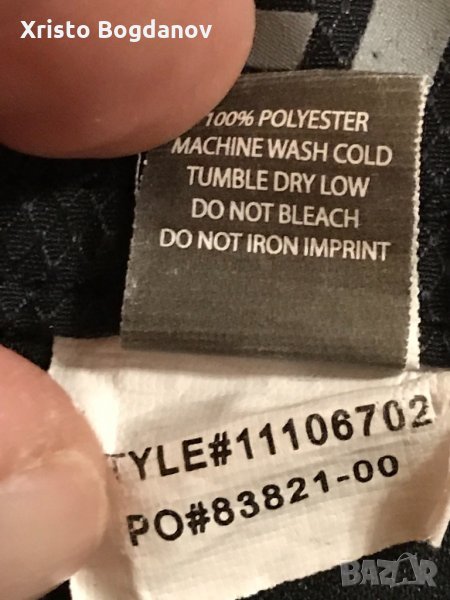 Xristo Bogdanov
100% POLYESTER
MACHINE WASH COLD
TUMBLE DRY LOW
DO NOT BLEACH
DO NOT IRON IMPRINT
TYLE#11106702
PO#83821-00
BAZAR